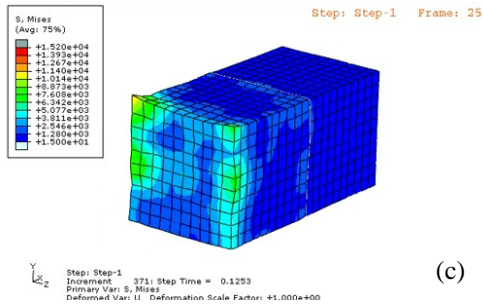 Step: Step-1 Frame: 25
S, Mises
(Avg: 75%)
+1.520e+04
+1.393e+04
+1.267e+04
+1.140e+04
+1.014e+04
+8.873e+03
+7.608e+03
+6.342e+03
+5.077e+03
+3.811e+03
+2.546e+03
+1.280e+03
+1.500e+01
Y
X
Z
Step: Step-1
Increment 371: Step Time = 0.1253
Primary Var: S, Mises
Deformed Var: U Deformation Scale Factor: +1.000e+00
(c)